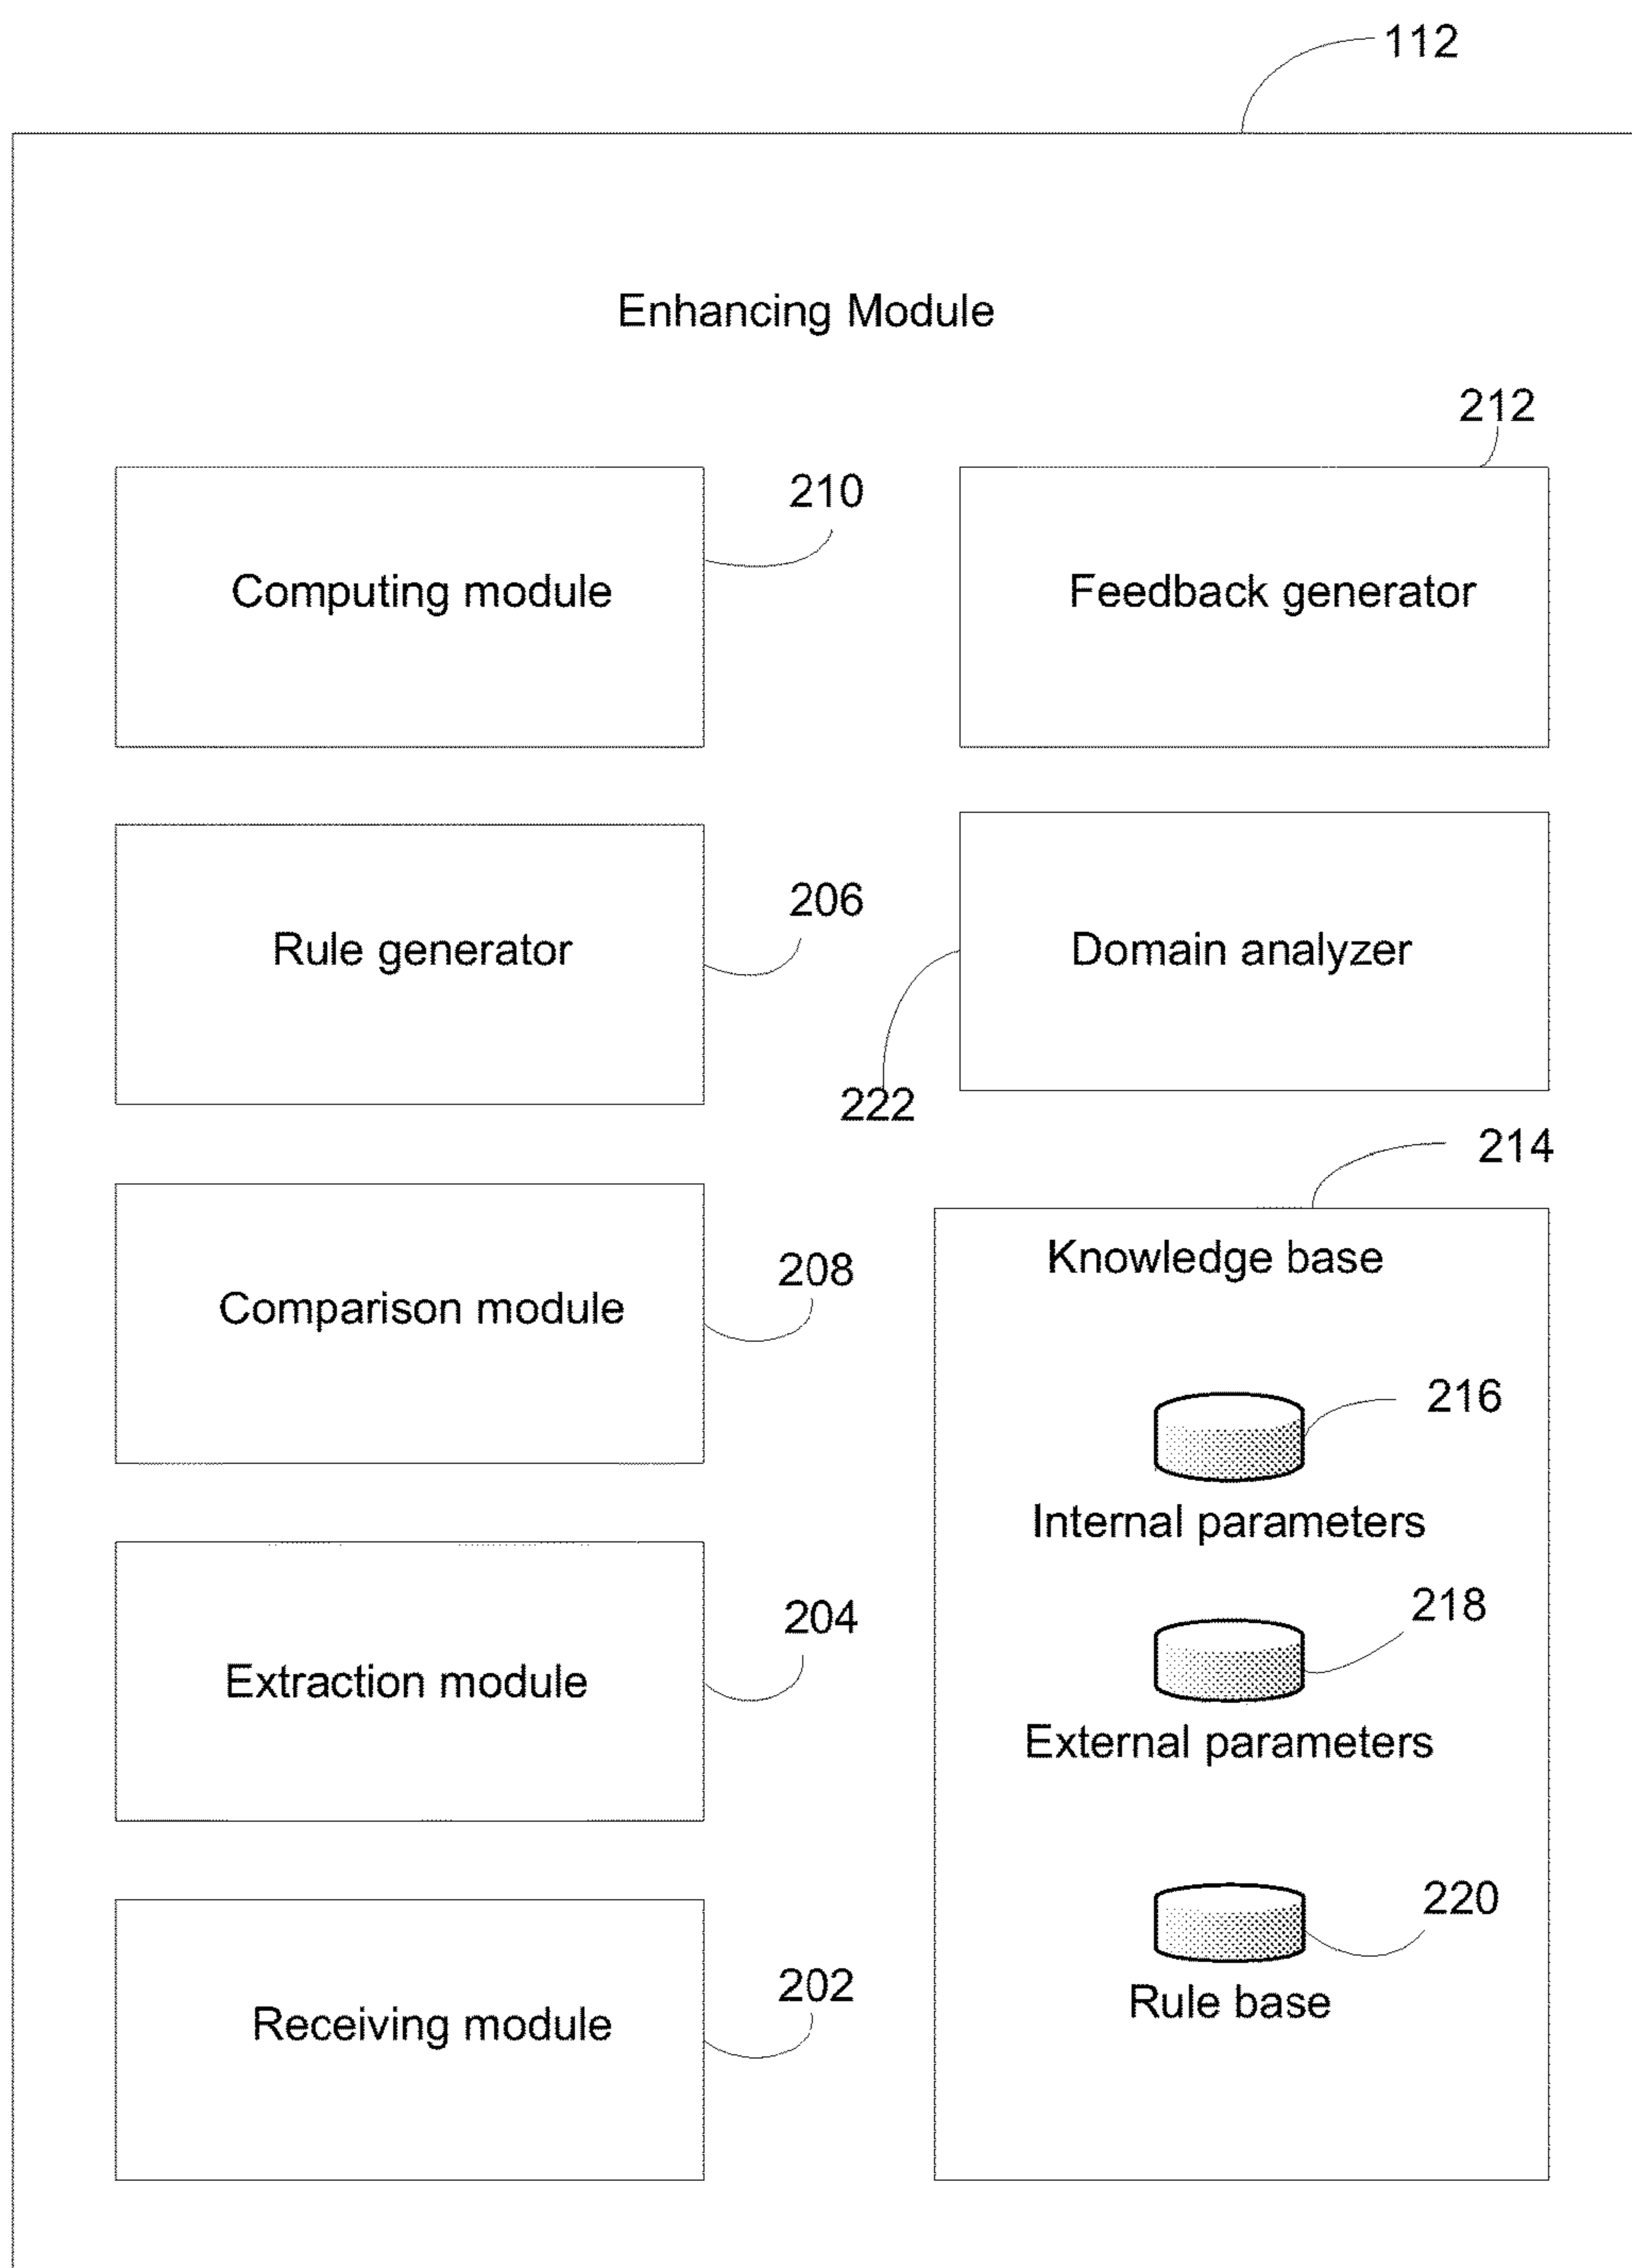 112
Enhancing Module
212
210
Computing module
Feedback generator
206
Rule generator
Domain analyzer
222
214
Knowledge base
208
Comparison module
216
Internal parameters
218
204
Extraction module
External parameters
220
202
Rule base
Receiving module